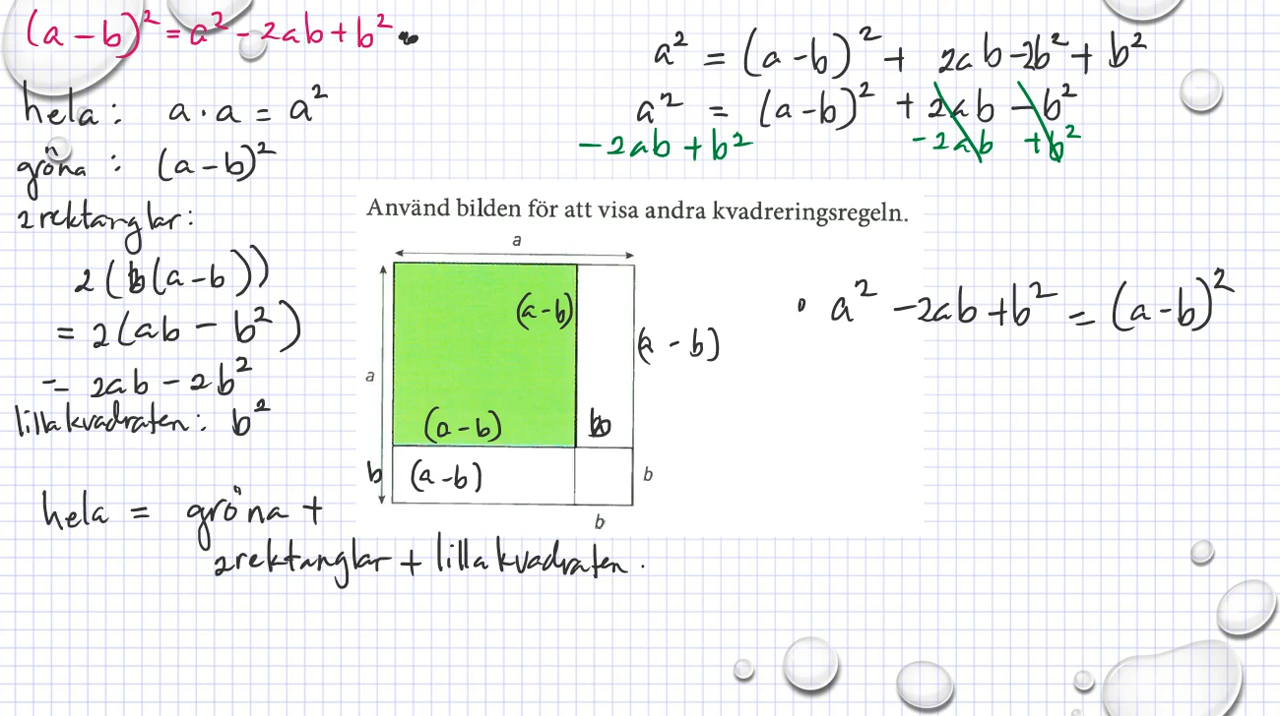 (a-b)² = a² - 2ab + b²
hela : a · a = a²
gröna : (a-b)²
2 rektanglar:
2(b(a-b))
= 2(ab - b²)
= 2ab - 2b²
lilla kvadraten: b²
hela = gröna +
2 rektanglar + lilla kvadraten.
a² = (a-b)² + 2ab - 2b² + b²
a² = (a-b)² + 2ab - b²
-2ab + b² -2ab + b²
Använd bilden för att visa andra kvadreringsregeln.
a
(a-b)
(a - b)
a
(a-b) b
b (a-b) b
b
· a² - 2ab + b² = (a-b)²